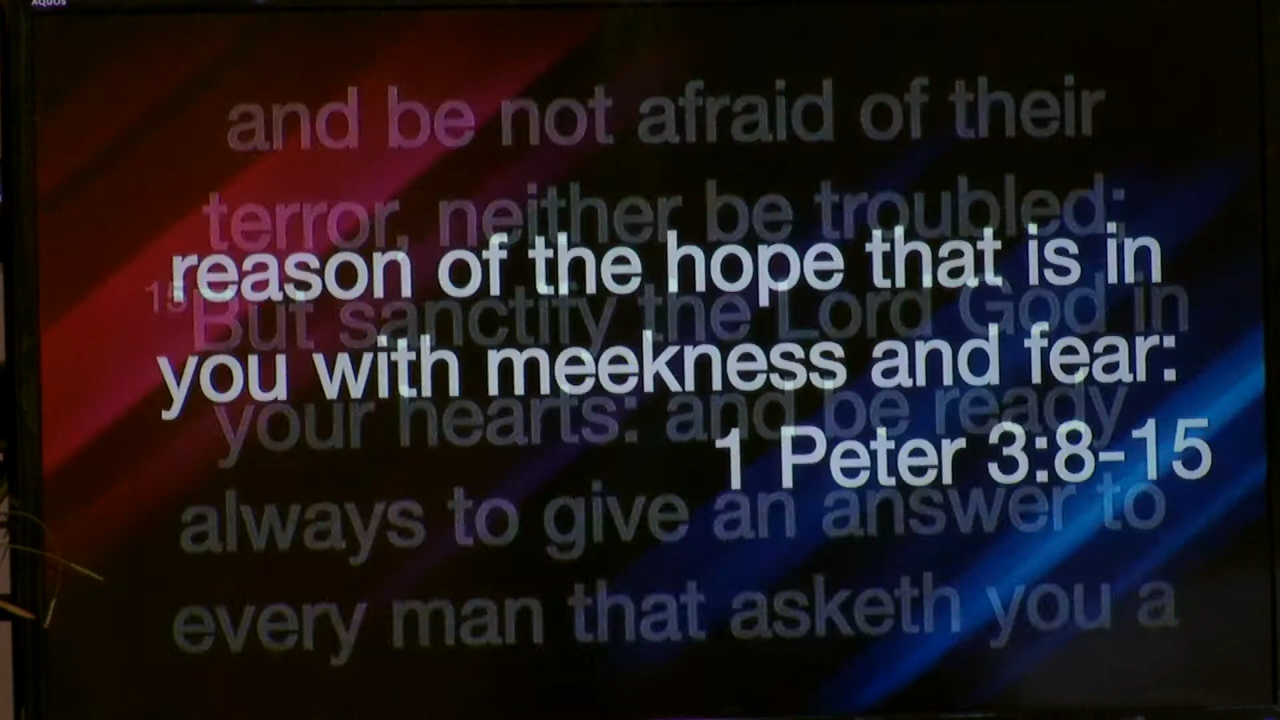 AQUOS
and be not afraid of their
terror, neither be troubled;
reason of the hope that is in
15 But sanctify the Lord God in
you with meekness and fear:
your hearts: and be ready
1 Peter 3:8-15
always to give an answer to
every man that asketh you a